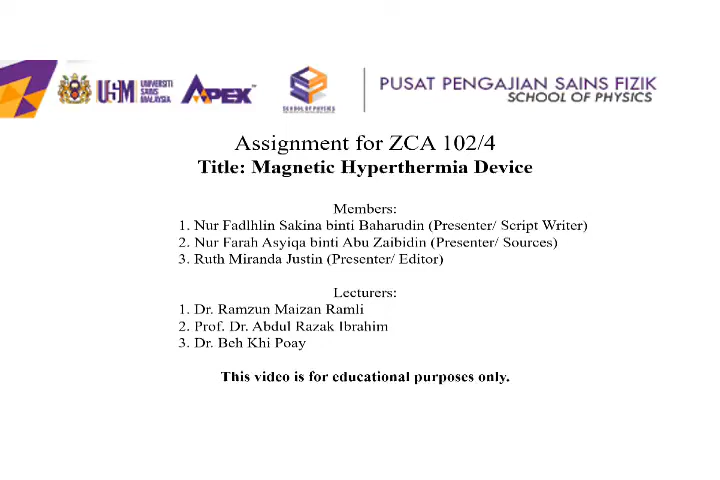 USM
UNIVERSITI
SAINS
MALAYSIA
APEX™
SCHOOL OF PHYSICS
PUSAT PENGAJIAN SAINS FIZIK
SCHOOL OF PHYSICS
Assignment for ZCA 102/4
Title: Magnetic Hyperthermia Device
Members:
1. Nur Fadlhlin Sakina binti Baharudin (Presenter/ Script Writer)
2. Nur Farah Asyiqa binti Abu Zaibidin (Presenter/ Sources)
3. Ruth Miranda Justin (Presenter/ Editor)
Lecturers:
1. Dr. Ramzun Maizan Ramli
2. Prof. Dr. Abdul Razak Ibrahim
3. Dr. Beh Khi Poay
This video is for educational purposes only.